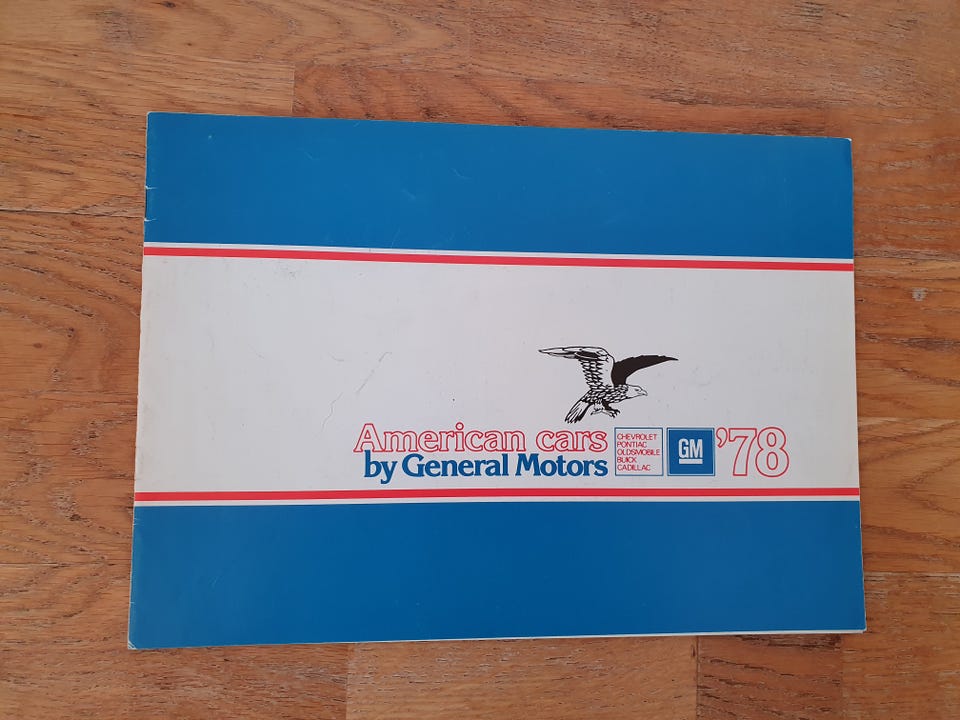 American cars
by General Motors
CHEVROLET
PONTIAC
OLDSMOBILE
BUICK
CADILLAC
GM
'78